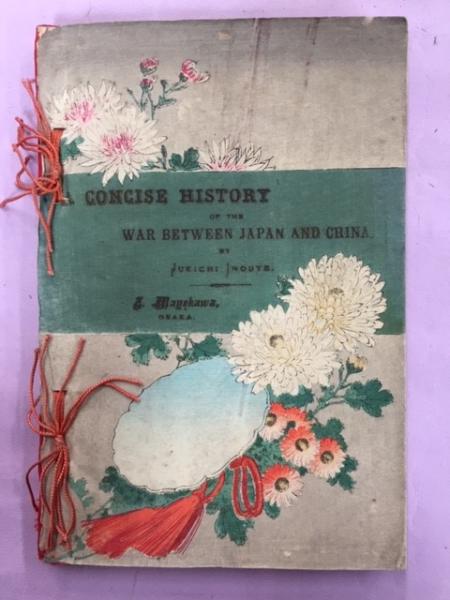 A CONCISE HISTORY
OF THE
WAR BETWEEN JAPAN AND CHINA.
BY
JUKICHI INOUYE.
Z. Mayekawa,
OSAKA.